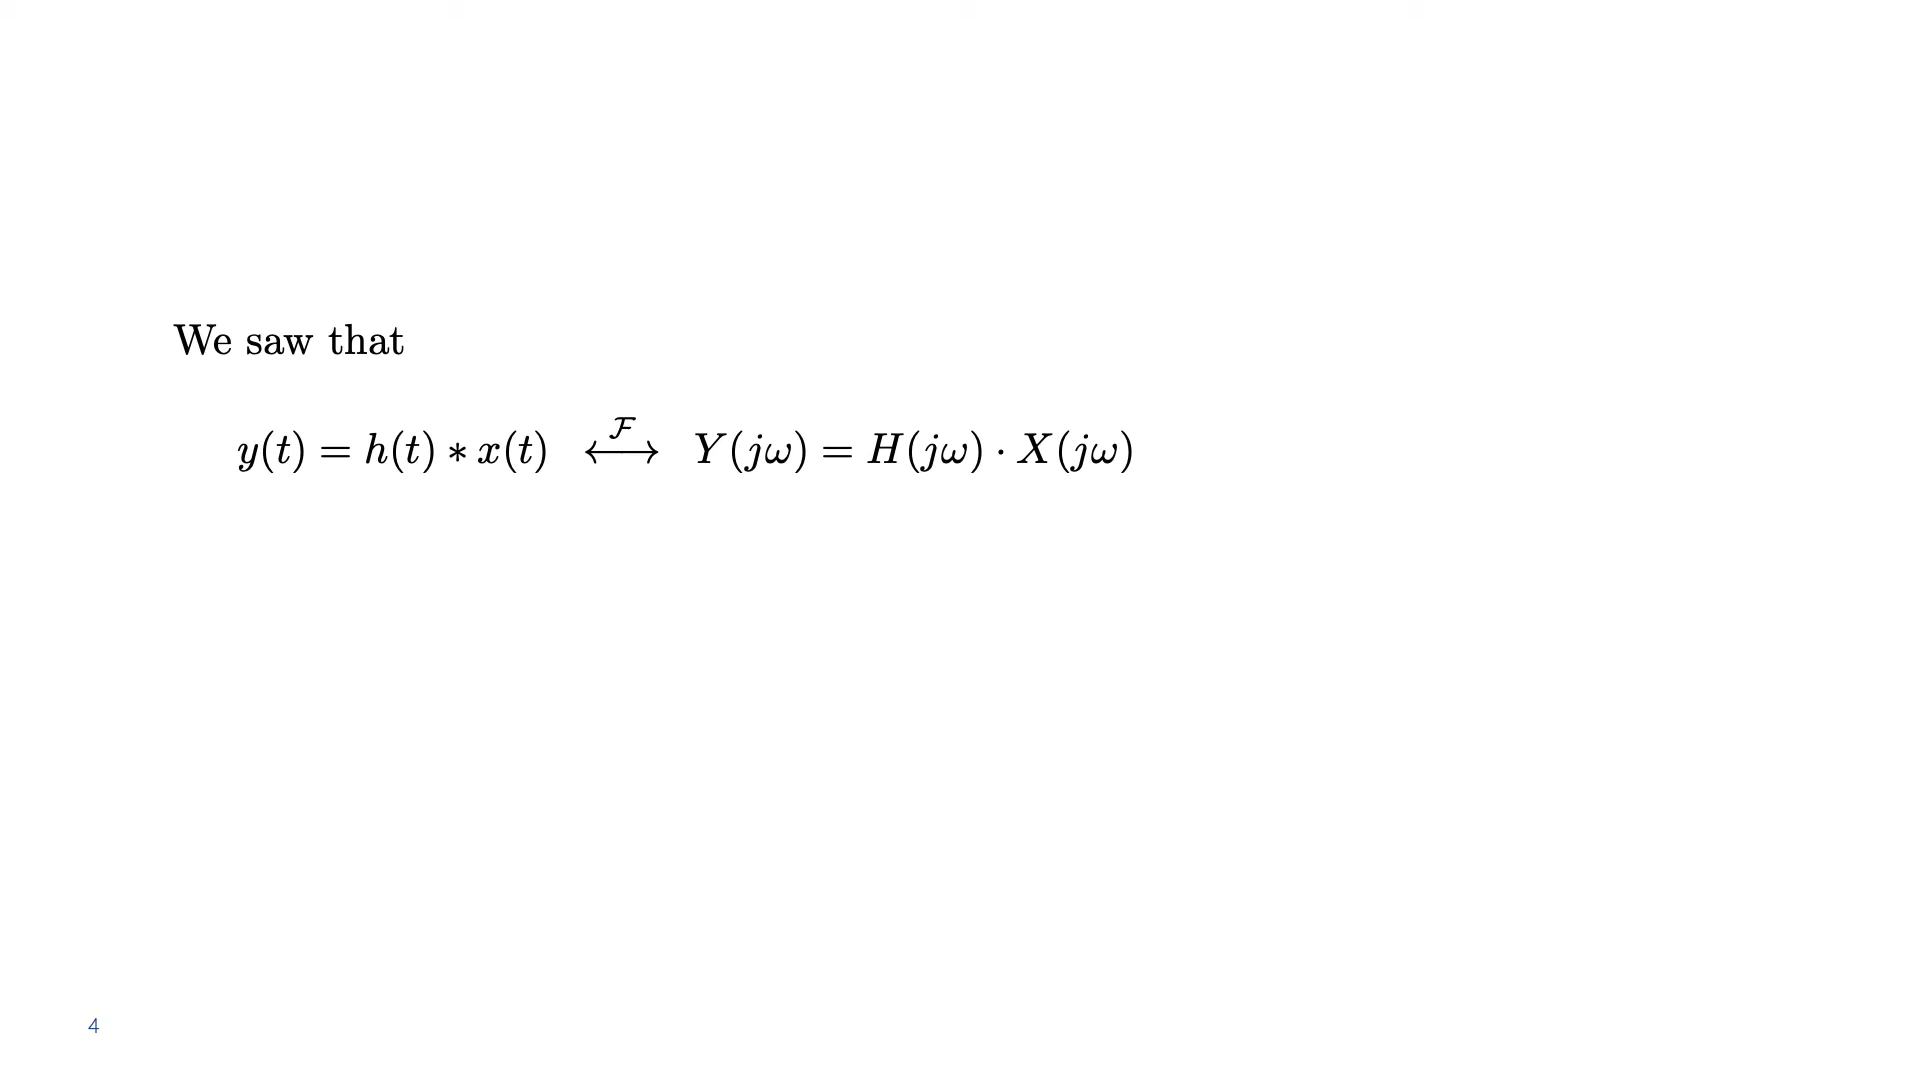 We saw that
y(t) = h(t) ∗ x(t) ⟷ℱ Y(jω) = H(jω) · X(jω)
4